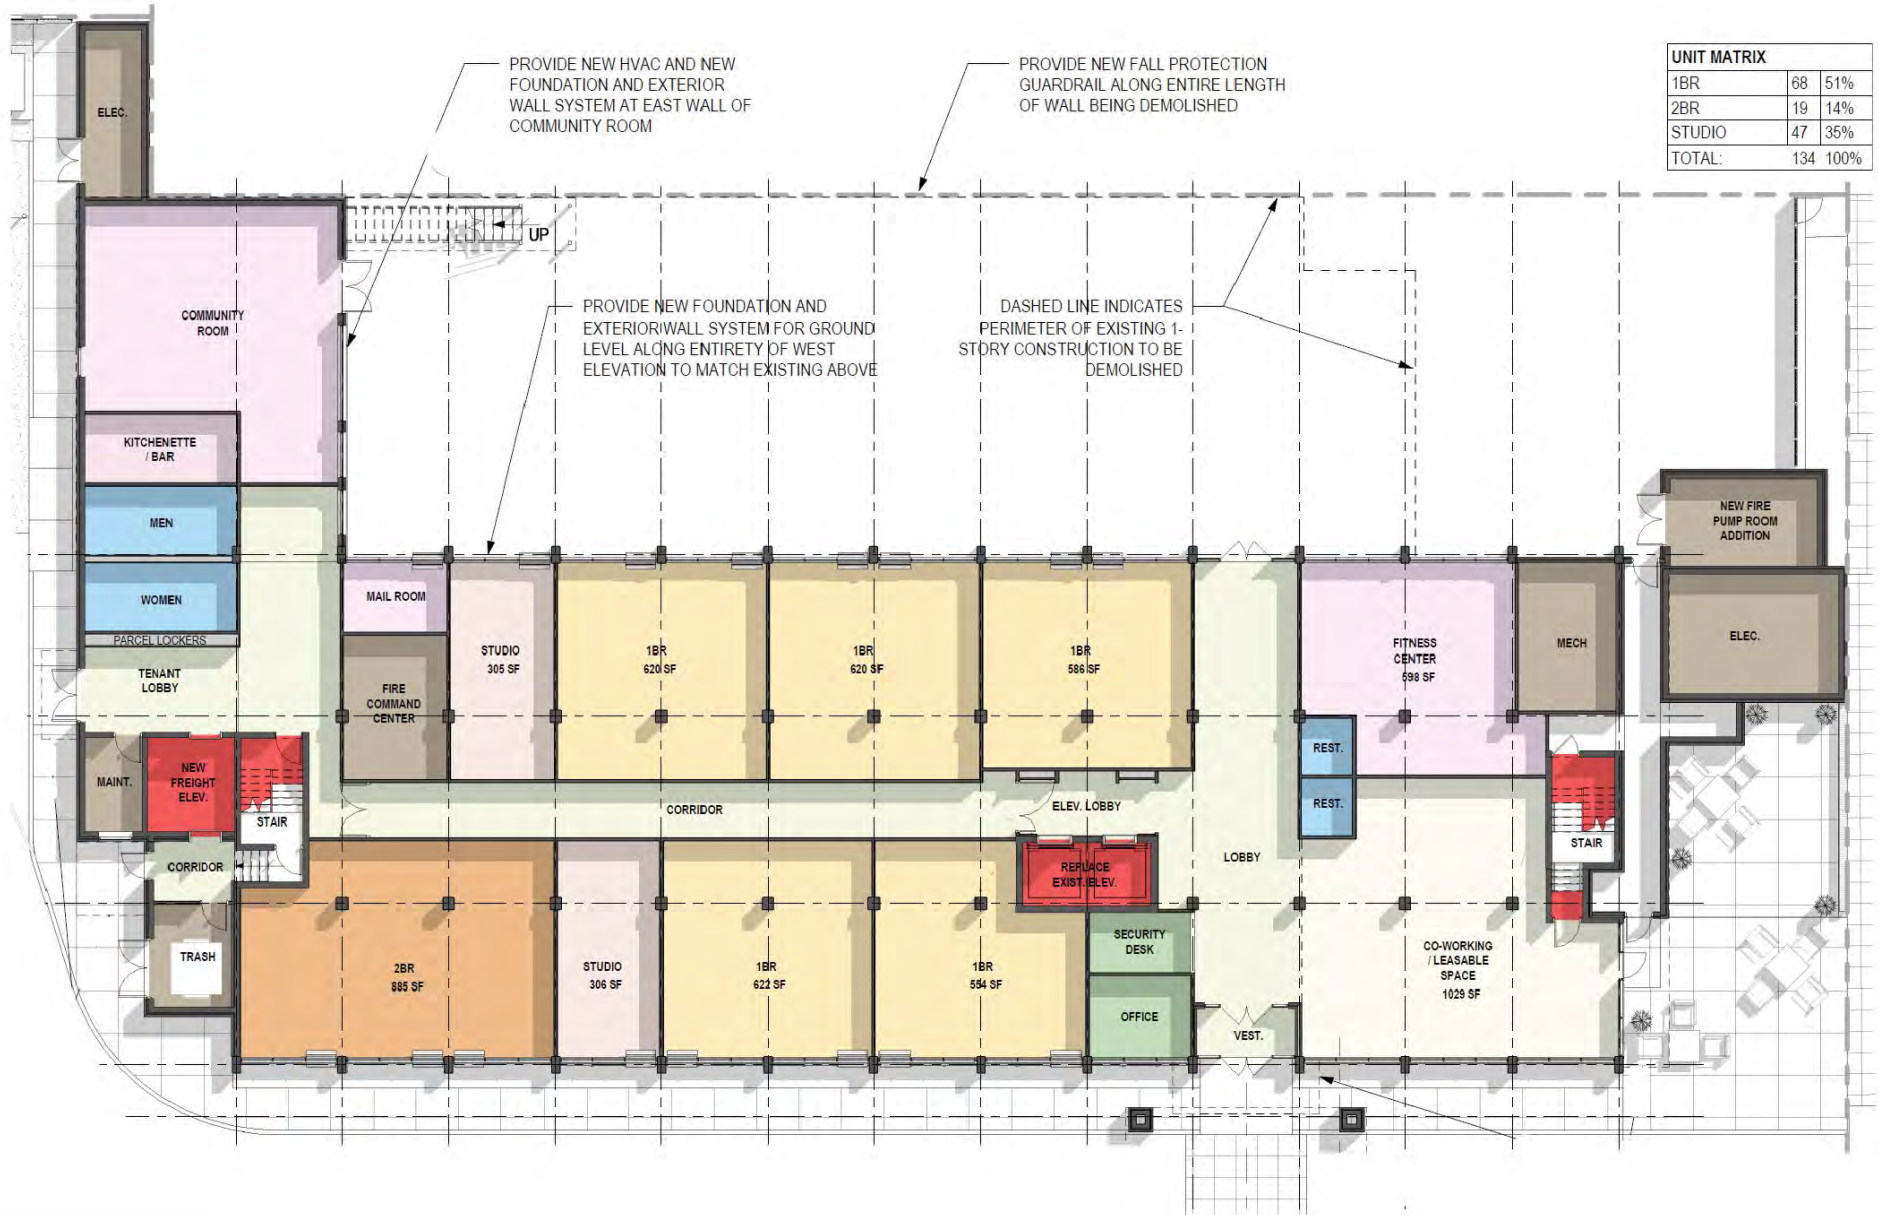 PROVIDE NEW HVAC AND NEW
FOUNDATION AND EXTERIOR
WALL SYSTEM AT EAST WALL OF
COMMUNITY ROOM
PROVIDE NEW FALL PROTECTION
GUARDRAIL ALONG ENTIRE LENGTH
OF WALL BEING DEMOLISHED
UNIT MATRIX
1BR 68 51%
2BR 19 14%
STUDIO 47 35%
TOTAL: 134 100%
ELEC.
UP
COMMUNITY
ROOM
PROVIDE NEW FOUNDATION AND
EXTERIOR WALL SYSTEM FOR GROUND
LEVEL ALONG ENTIRETY OF WEST
ELEVATION TO MATCH EXISTING ABOVE
DASHED LINE INDICATES
PERIMETER OF EXISTING 1-
STORY CONSTRUCTION TO BE
DEMOLISHED
KITCHENETTE
/ BAR
MEN
WOMEN
PARCEL LOCKERS
TENANT
LOBBY
MAIL ROOM
FIRE
COMMAND
CENTER
STUDIO
305 SF
1BR
620 SF
1BR
620 SF
1BR
586 SF
FITNESS
CENTER
598 SF
MECH
NEW FIRE
PUMP ROOM
ADDITION
ELEC.
MAINT.
NEW
FREIGHT
ELEV.
STAIR
CORRIDOR
ELEV. LOBBY
LOBBY
REST.
REST.
STAIR
CORRIDOR
TRASH
REPLACE
EXIST. ELEV.
2BR
885 SF
STUDIO
306 SF
1BR
622 SF
1BR
554 SF
SECURITY
DESK
OFFICE
VEST.
CO-WORKING
/ LEASABLE
SPACE
1029 SF